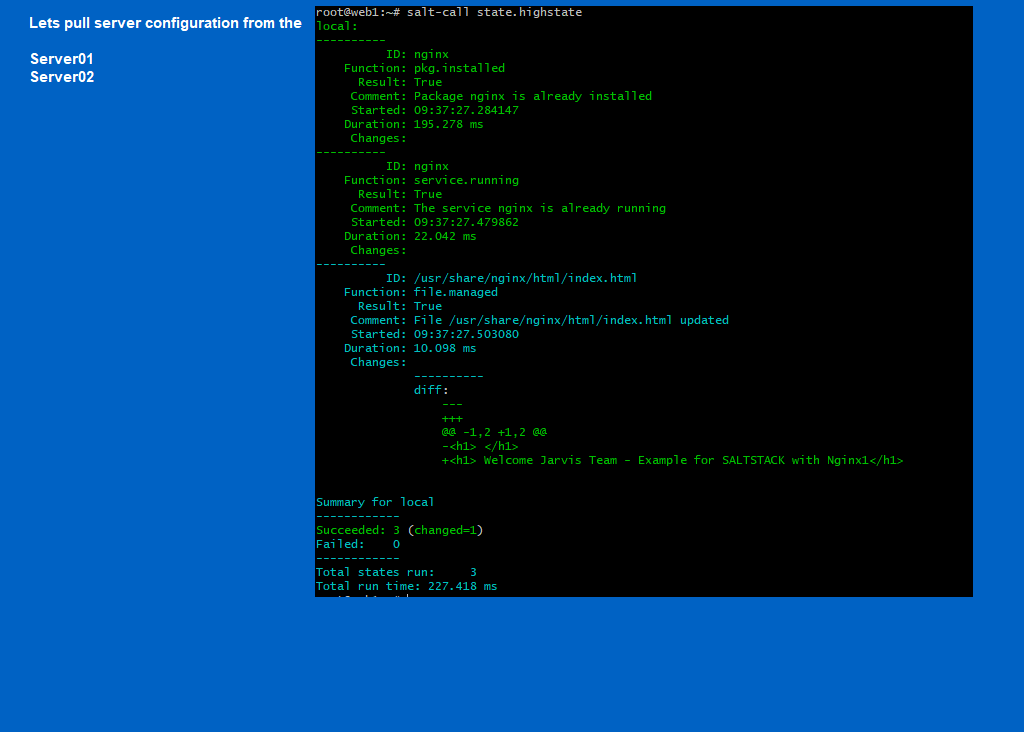 Lets pull server configuration from the
Server01
Server02
root@web1:~# salt-call state.highstate
local:
----------
ID: nginx
Function: pkg.installed
Result: True
Comment: Package nginx is already installed
Started: 09:37:27.284147
Duration: 195.278 ms
Changes:
----------
ID: nginx
Function: service.running
Result: True
Comment: The service nginx is already running
Started: 09:37:27.479862
Duration: 22.042 ms
Changes:
----------
ID: /usr/share/nginx/html/index.html
Function: file.managed
Result: True
Comment: File /usr/share/nginx/html/index.html updated
Started: 09:37:27.503080
Duration: 10.098 ms
Changes:
----------
diff:
---
+++
@@ -1,2 +1,2 @@
-<h1> </h1>
+<h1> Welcome Jarvis Team - Example for SALTSTACK with Nginx1</h1>
Summary for local
------------
Succeeded: 3 (changed=1)
Failed: 0
------------
Total states run: 3
Total run time: 227.418 ms